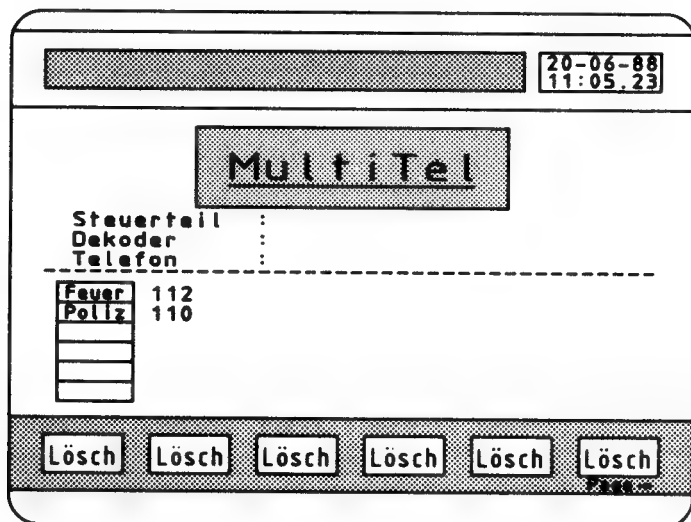 20-06-88
11:05.23
MultiTel
Steuerteil :
Dekoder :
Telefon :
Feuer 112
Poliz 110
Lösch Lösch Lösch Lösch Lösch Lösch
Page→